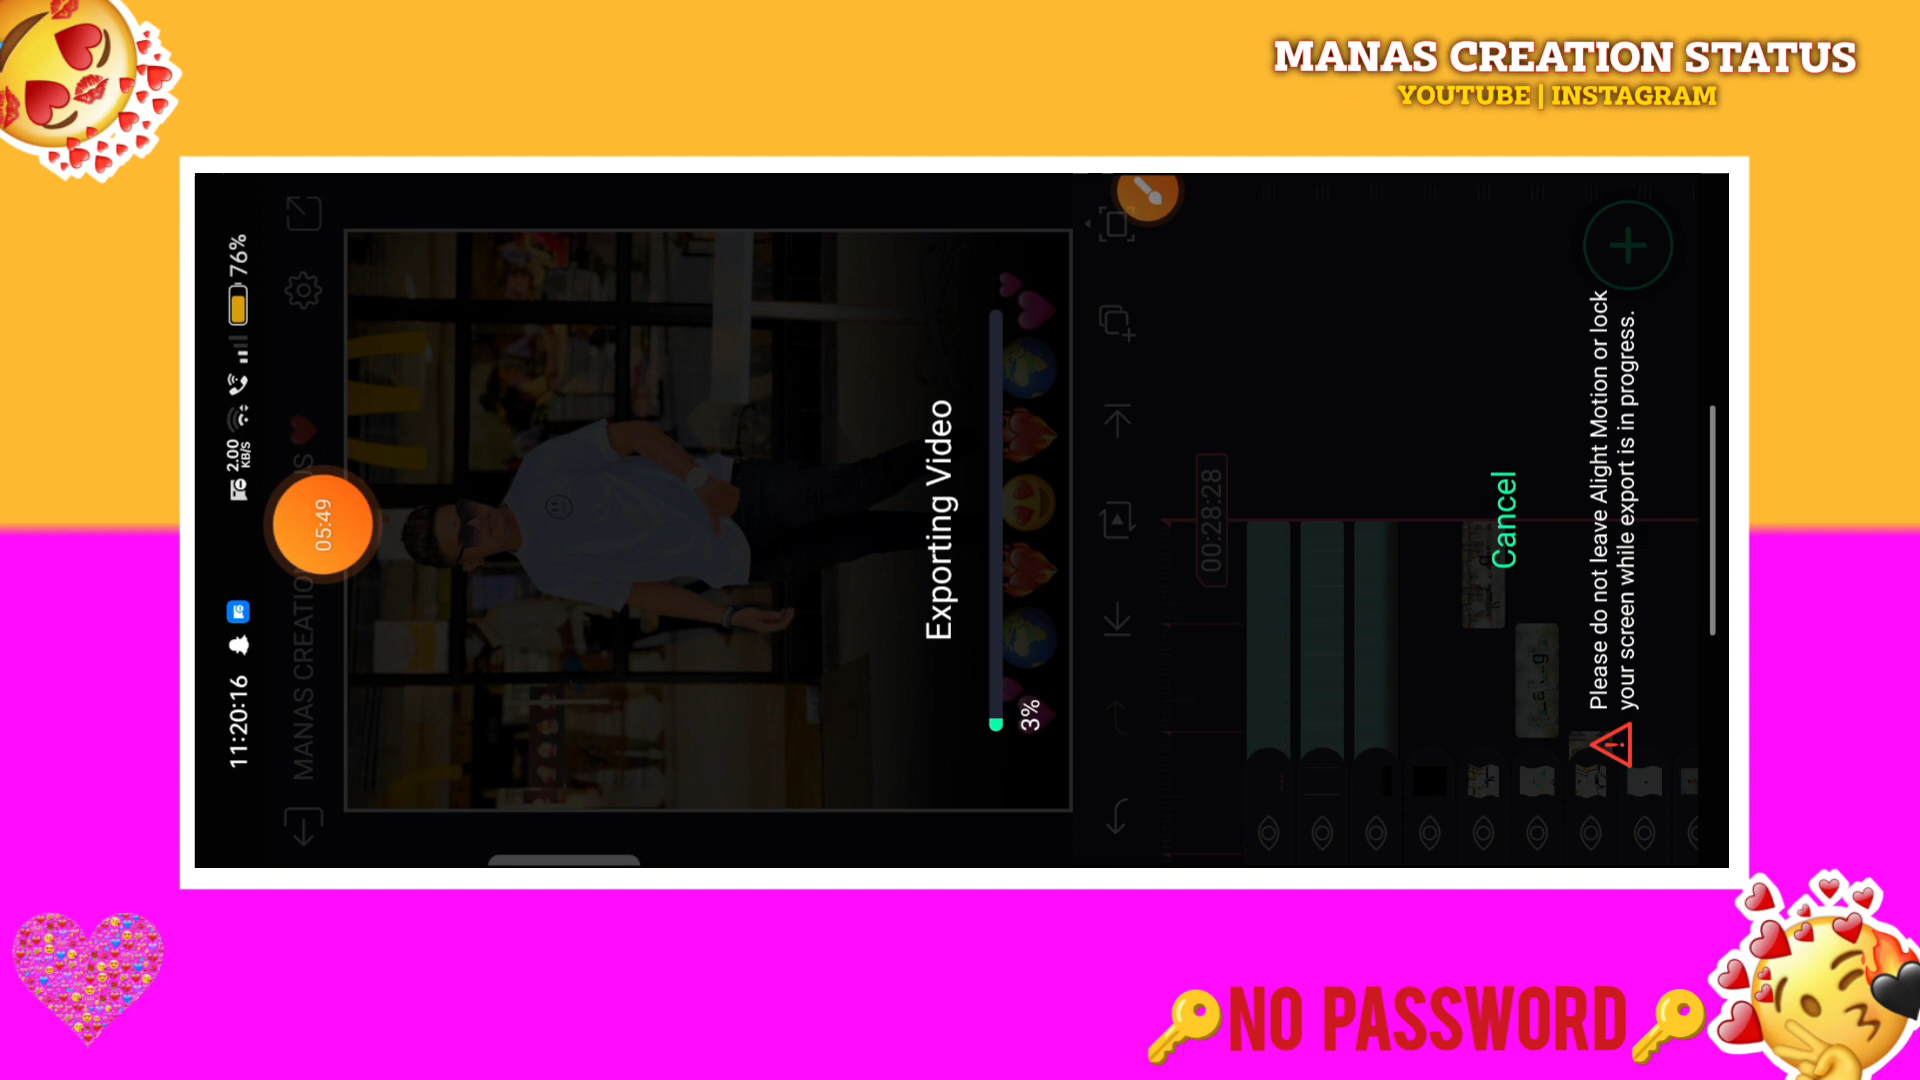 MANAS CREATION STATUS
YOUTUBE | INSTAGRAM
11:20:16
2.00
KB/S
76%
MANAS CREATIO
05:49
Exporting Video
3%
00:28:28
Cancel
Please do not leave Alight Motion or lock
your screen while export is in progress.
NO PASSWORD